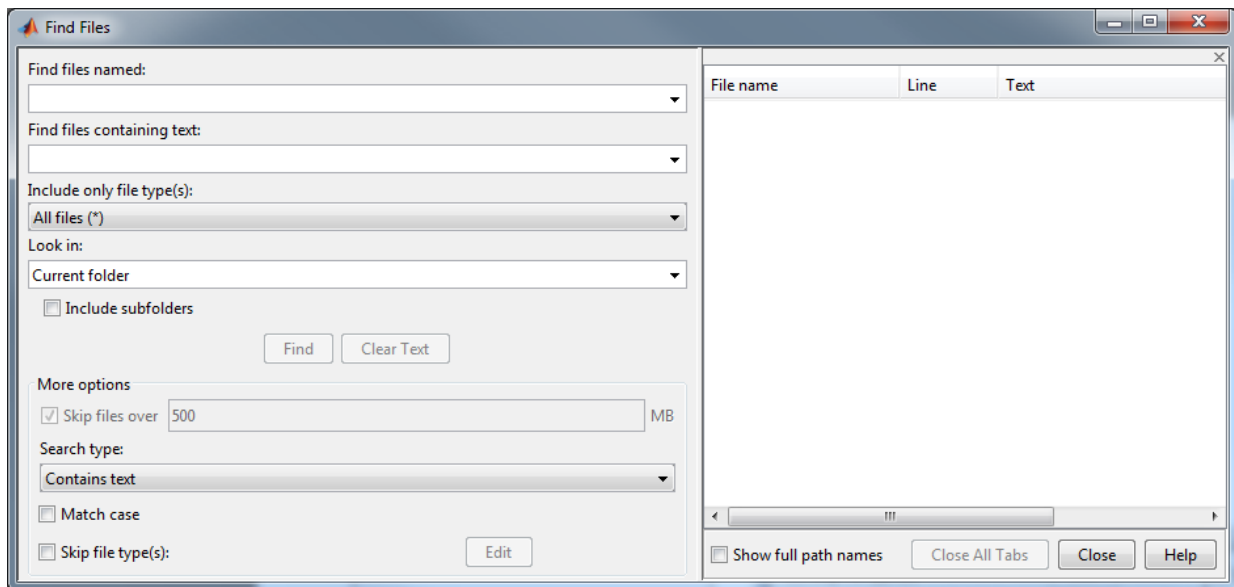 Find Files
Find files named:
Find files containing text:
Include only file type(s):
All files (*)
Look in:
Current folder
Include subfolders
Find Clear Text
More options
Skip files over 500 MB
Search type:
Contains text
Match case
Skip file type(s): Edit
File name Line Text
Show full path names Close All Tabs Close Help